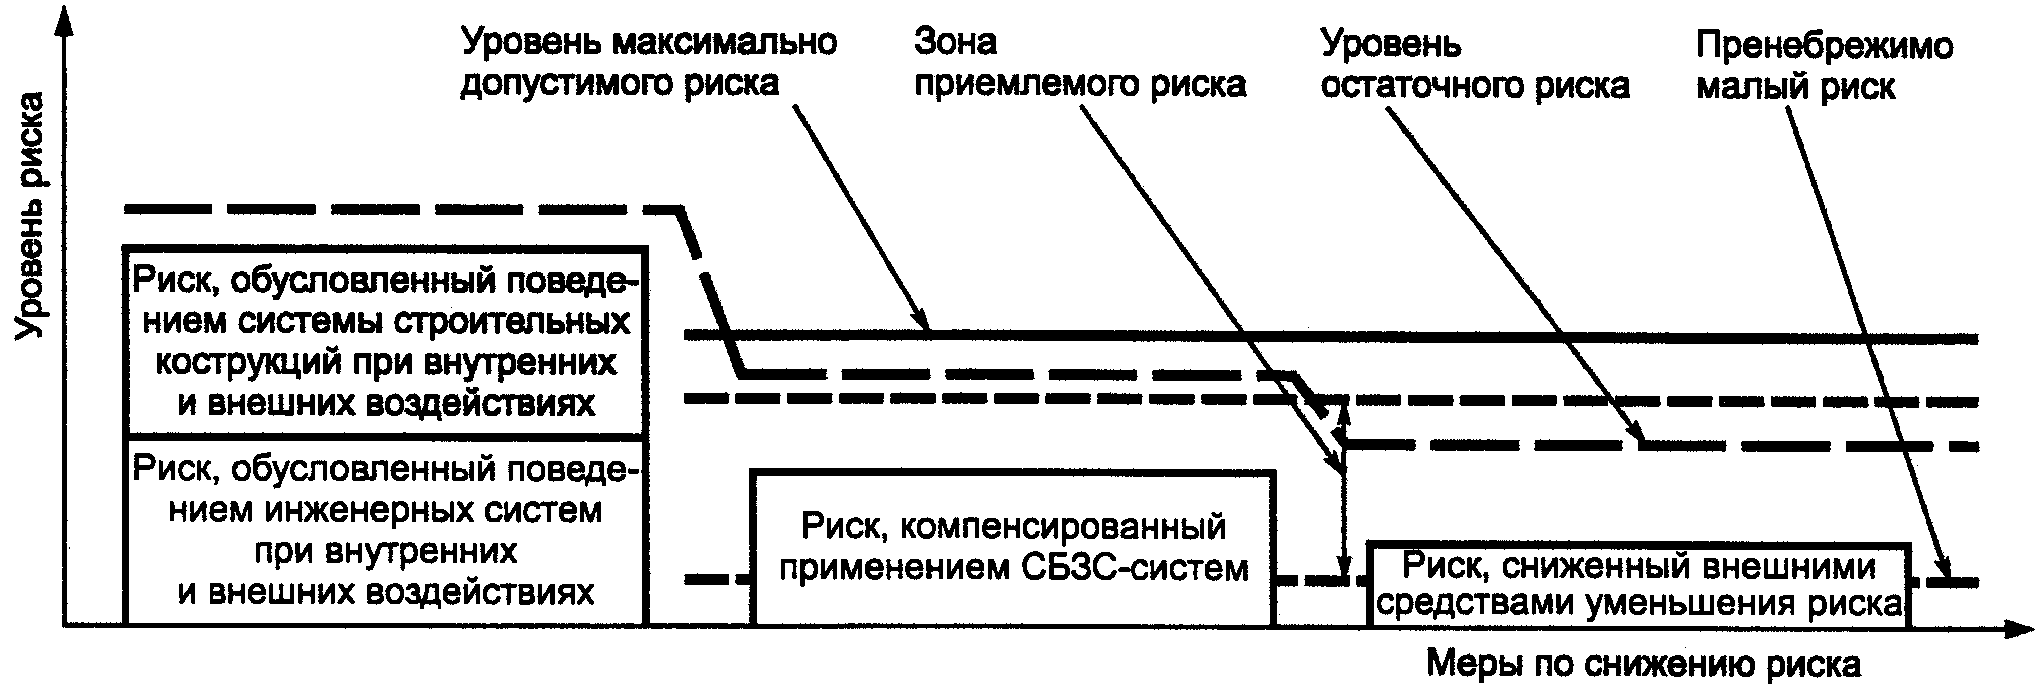 Уровень максимально
допустимого риска
Зона
приемлемого риска
Уровень
остаточного риска
Пренебрежимо
малый риск
Уровень риска
Риск, обусловленный поведе-
нием системы строительных
кострукций при внутренних
и внешних воздействиях
Риск, обусловленный поведе-
нием инженерных систем
при внутренних
и внешних воздействиях
Риск, компенсированный
применением СБЗС-систем
Риск, сниженный внешними
средствами уменьшения риска
Меры по снижению риска